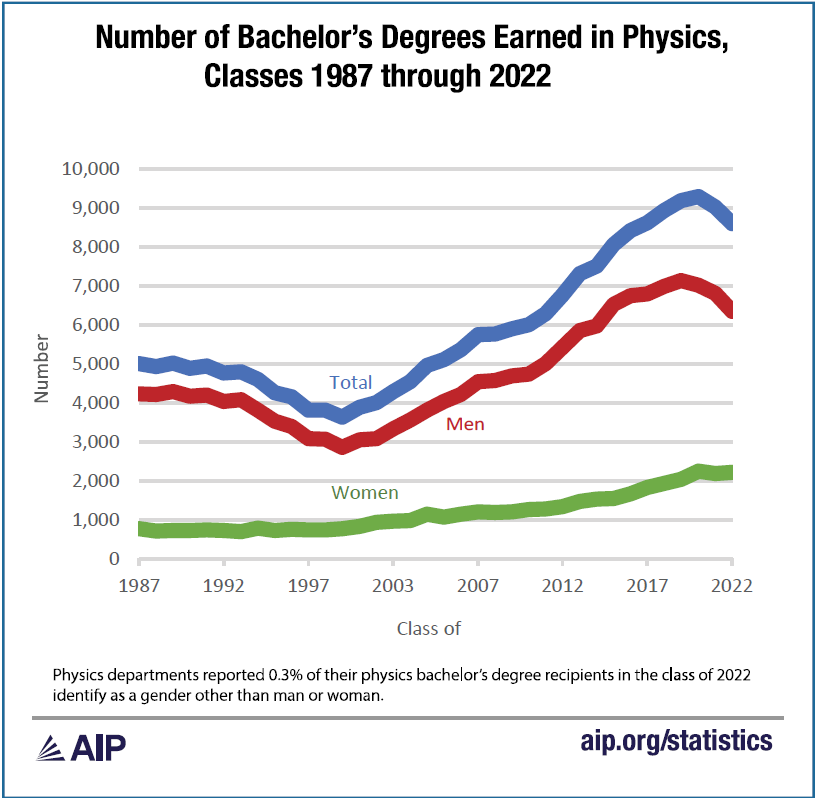 Number of Bachelor’s Degrees Earned in Physics,
Classes 1987 through 2022
10,000
9,000
8,000
7,000
6,000
5,000
4,000
3,000
2,000
1,000
0
Number
Total
Men
Women
1987 1992 1997 2003 2007 2012 2017 2022
Class of
Physics departments reported 0.3% of their physics bachelor’s degree recipients in the class of 2022
identify as a gender other than man or woman.
AIP
aip.org/statistics